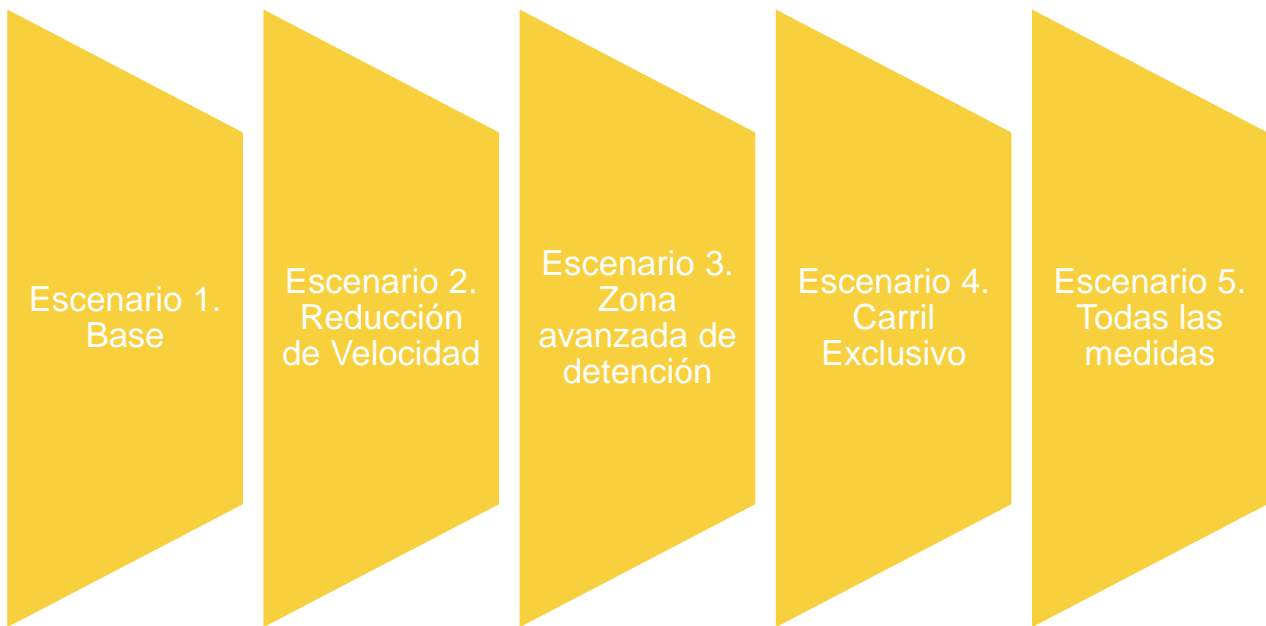 Escenario 1.
Base
Escenario 2.
Reducción
de Velocidad
Escenario 3.
Zona
avanzada de
detención
Escenario 4.
Carril
Exclusivo
Escenario 5.
Todas las
medidas